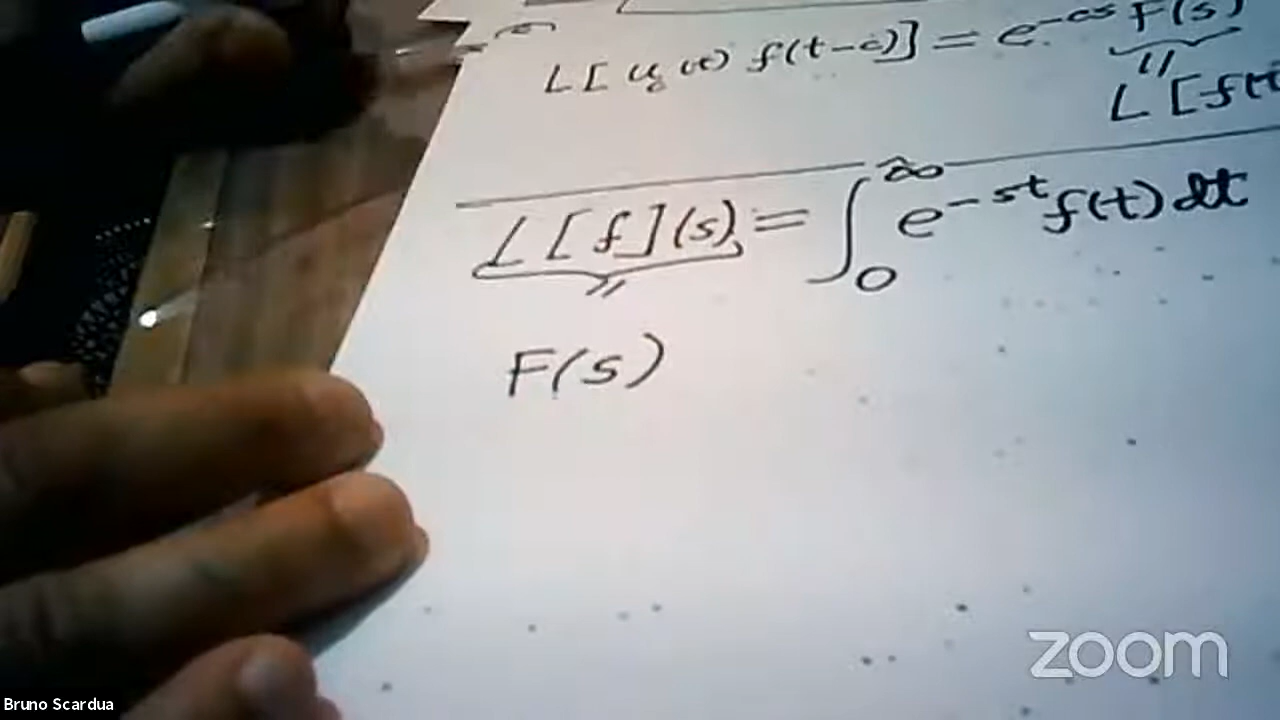 L[u_c(t) f(t-c)] = e^{-cs} F(s)
L[f(t
L[f](s) = ∫_0^∞ e^{-st} f(t) dt
F(s)
zoom
Bruno Scardua